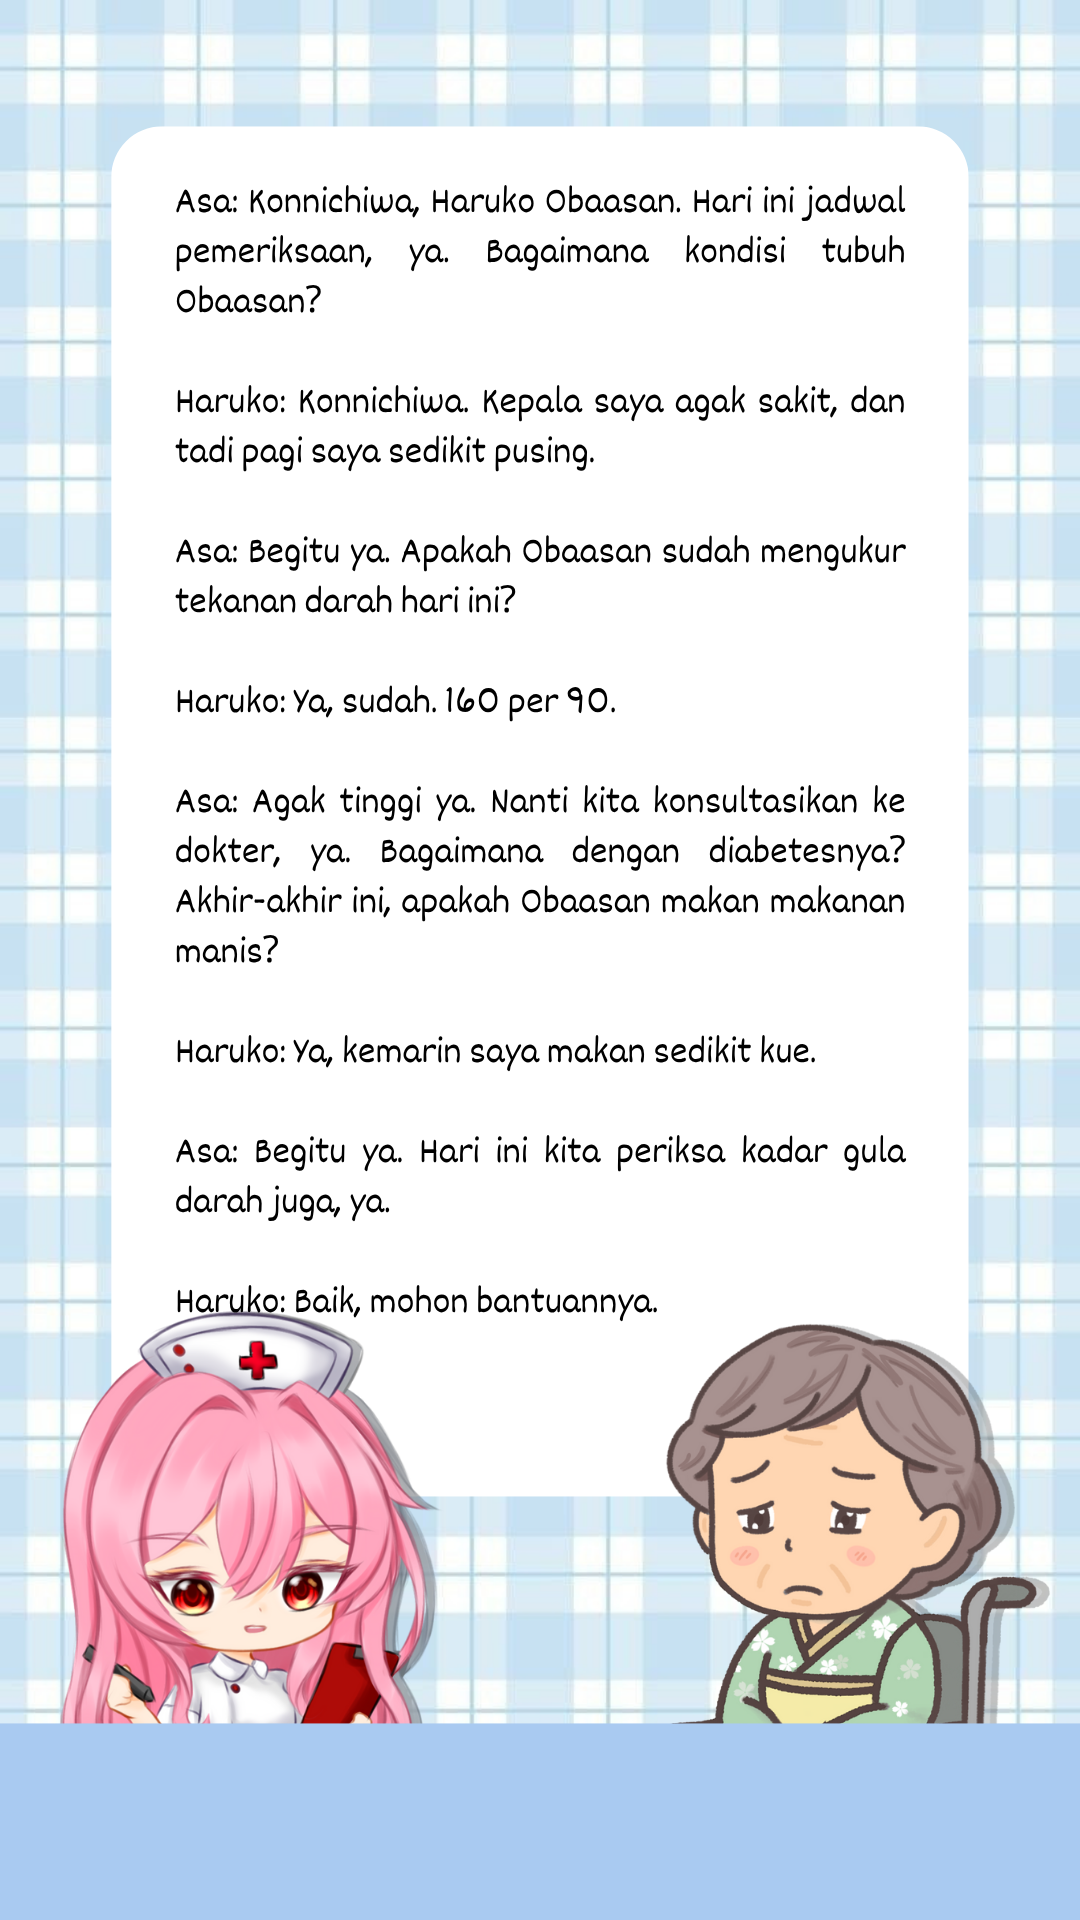 Asa: Konnichiwa, Haruko Obaasan. Hari ini jadwal
pemeriksaan, ya. Bagaimana kondisi tubuh
Obaasan?
Haruko: Konnichiwa. Kepala saya agak sakit, dan
tadi pagi saya sedikit pusing.
Asa: Begitu ya. Apakah Obaasan sudah mengukur
tekanan darah hari ini?
Haruko: Ya, sudah. 160 per 90.
Asa: Agak tinggi ya. Nanti kita konsultasikan ke
dokter, ya. Bagaimana dengan diabetesnya?
Akhir-akhir ini, apakah Obaasan makan makanan
manis?
Haruko: Ya, kemarin saya makan sedikit kue.
Asa: Begitu ya. Hari ini kita periksa kadar gula
darah juga, ya.
Haruko: Baik, mohon bantuannya.